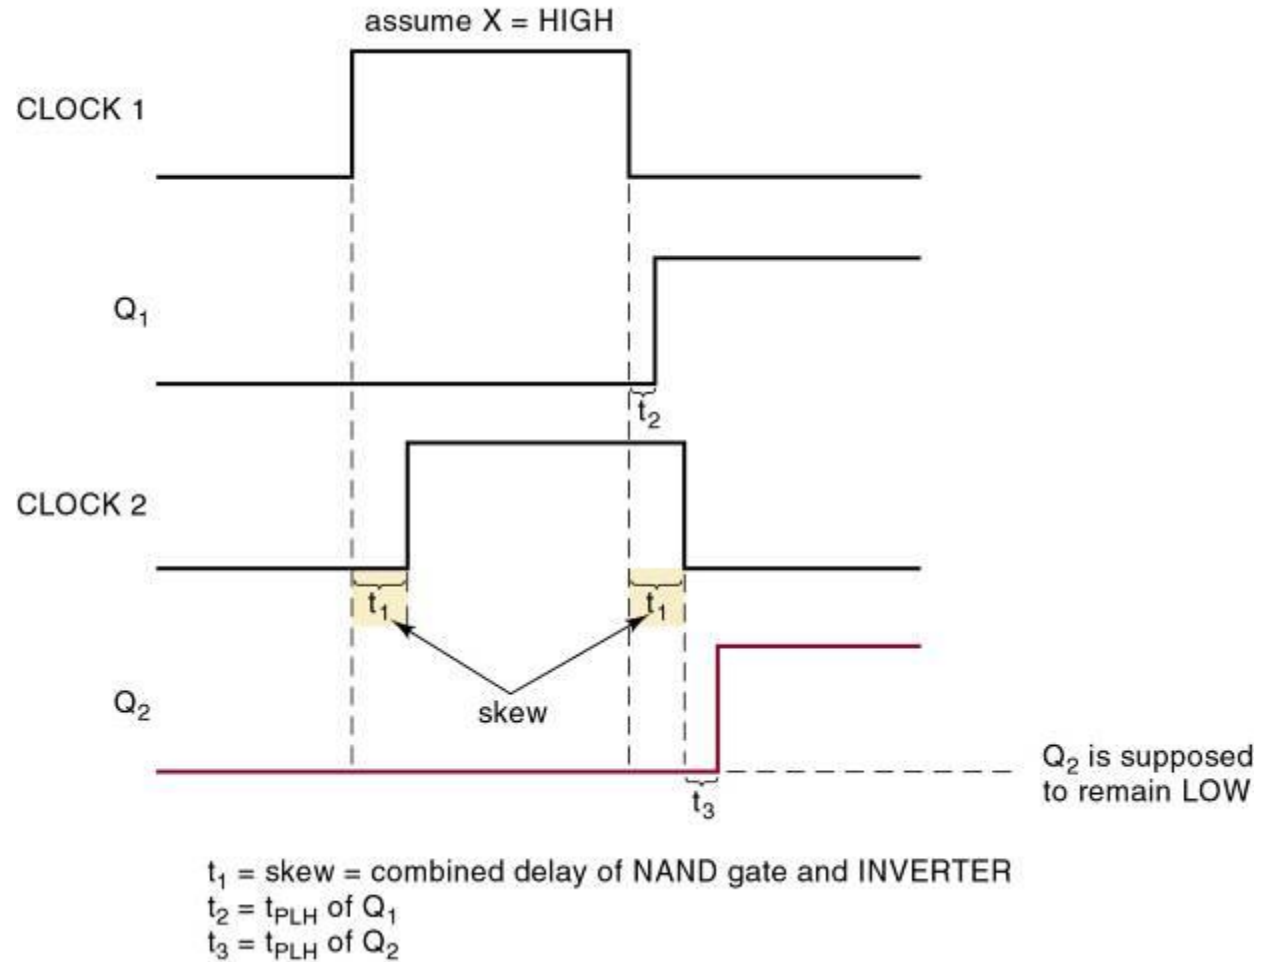 assume X = HIGH
CLOCK 1
Q₁
t₂
CLOCK 2
t₁
t₁
skew
Q₂
Q₂ is supposed
to remain LOW
t₃
t₁ = skew = combined delay of NAND gate and INVERTER
t₂ = tPLH of Q₁
t₃ = tPLH of Q₂